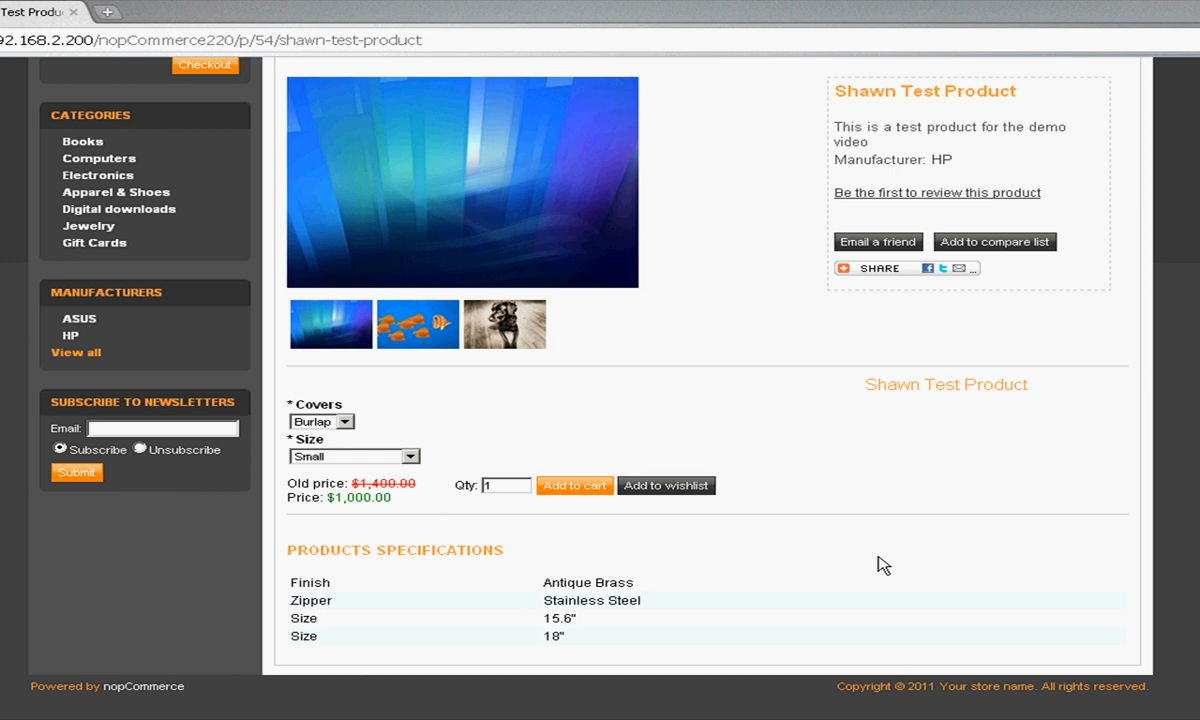 Test Produ
92.168.2.200/nopCommerce220/p/54/shawn-test-product
Checkout
CATEGORIES
Books
Computers
Electronics
Apparel & Shoes
Digital downloads
Jewelry
Gift Cards
MANUFACTURERS
ASUS
HP
View all
SUBSCRIBE TO NEWSLETTERS
Email:
Subscribe Unsubscribe
Submit
Shawn Test Product
This is a test product for the demo
video
Manufacturer: HP
Be the first to review this product
Email a friend Add to compare list
SHARE ...
Shawn Test Product
* Covers
Burlap
* Size
Small
Old price: $1,400.00
Price: $1,000.00
Qty: 1 Add to cart Add to wishlist
PRODUCTS SPECIFICATIONS
Finish Antique Brass
Zipper Stainless Steel
Size 15.6"
Size 18"
Powered by nopCommerce
Copyright © 2011 Your store name. All rights reserved.